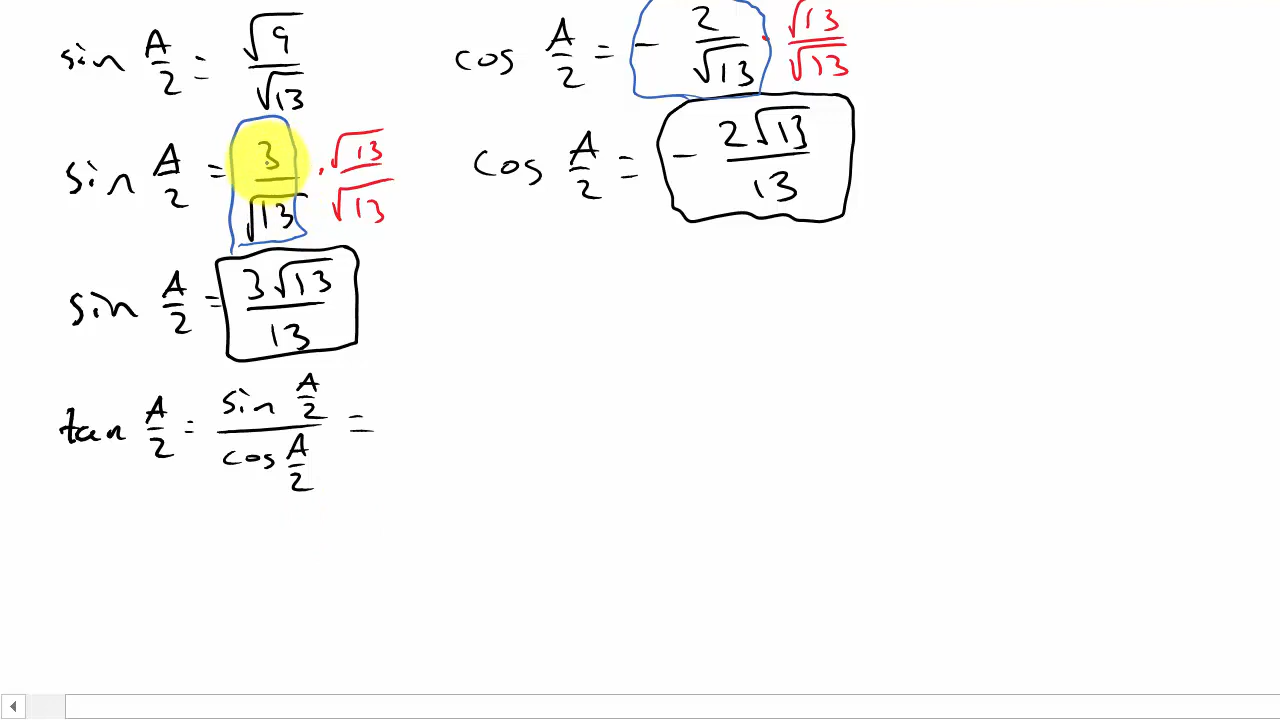 sin A/2 = √9/√13
sin A/2 = 3/√13 · √13/√13
sin A/2 = 3√13/13
tan A/2 = sin A/2 / cos A/2 =
cos A/2 = - 2/√13 · √13/√13
cos A/2 = - 2√13/13